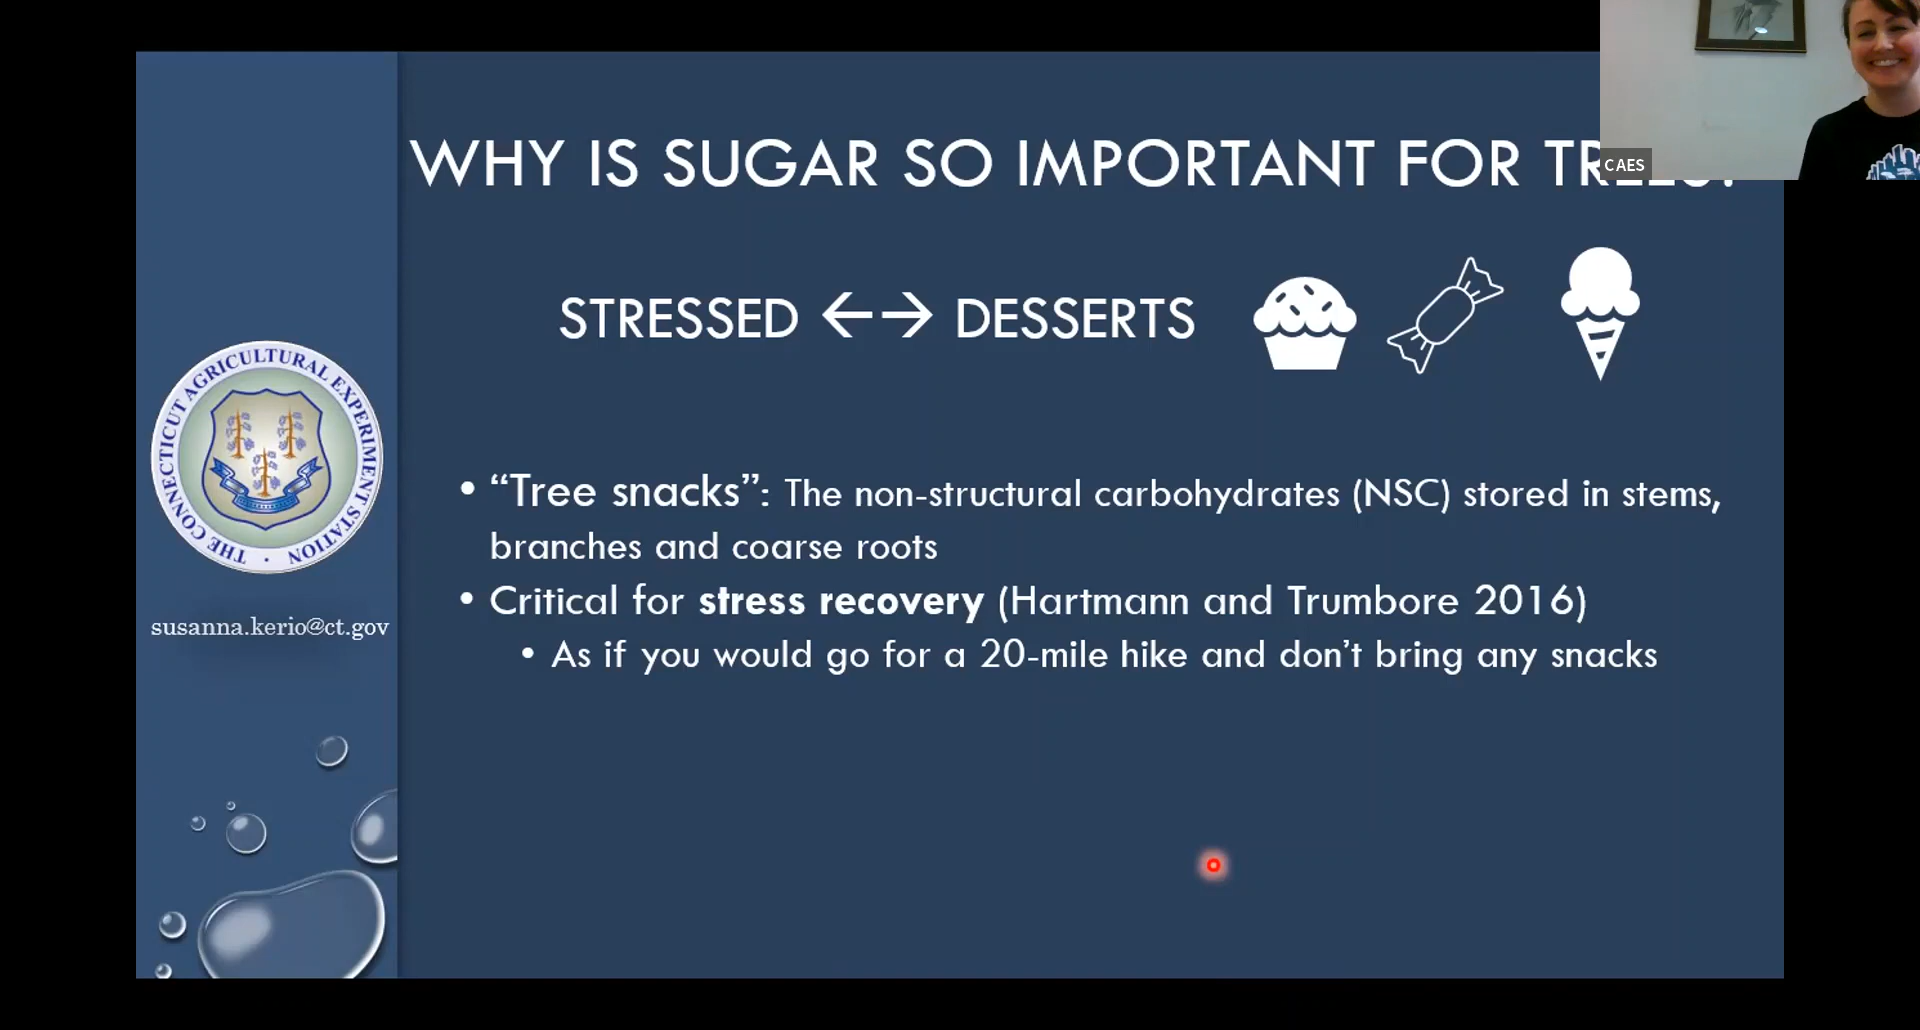 WHY IS SUGAR SO IMPORTANT FOR
STRESSED ←→ DESSERTS
• “Tree snacks”: The non-structural carbohydrates (NSC) stored in stems,
branches and coarse roots
• Critical for stress recovery (Hartmann and Trumbore 2016)
• As if you would go for a 20-mile hike and don’t bring any snacks
THE CONNECTICUT AGRICULTURAL EXPERIMENT STATION •
susanna.kerio@ct.gov
CAES